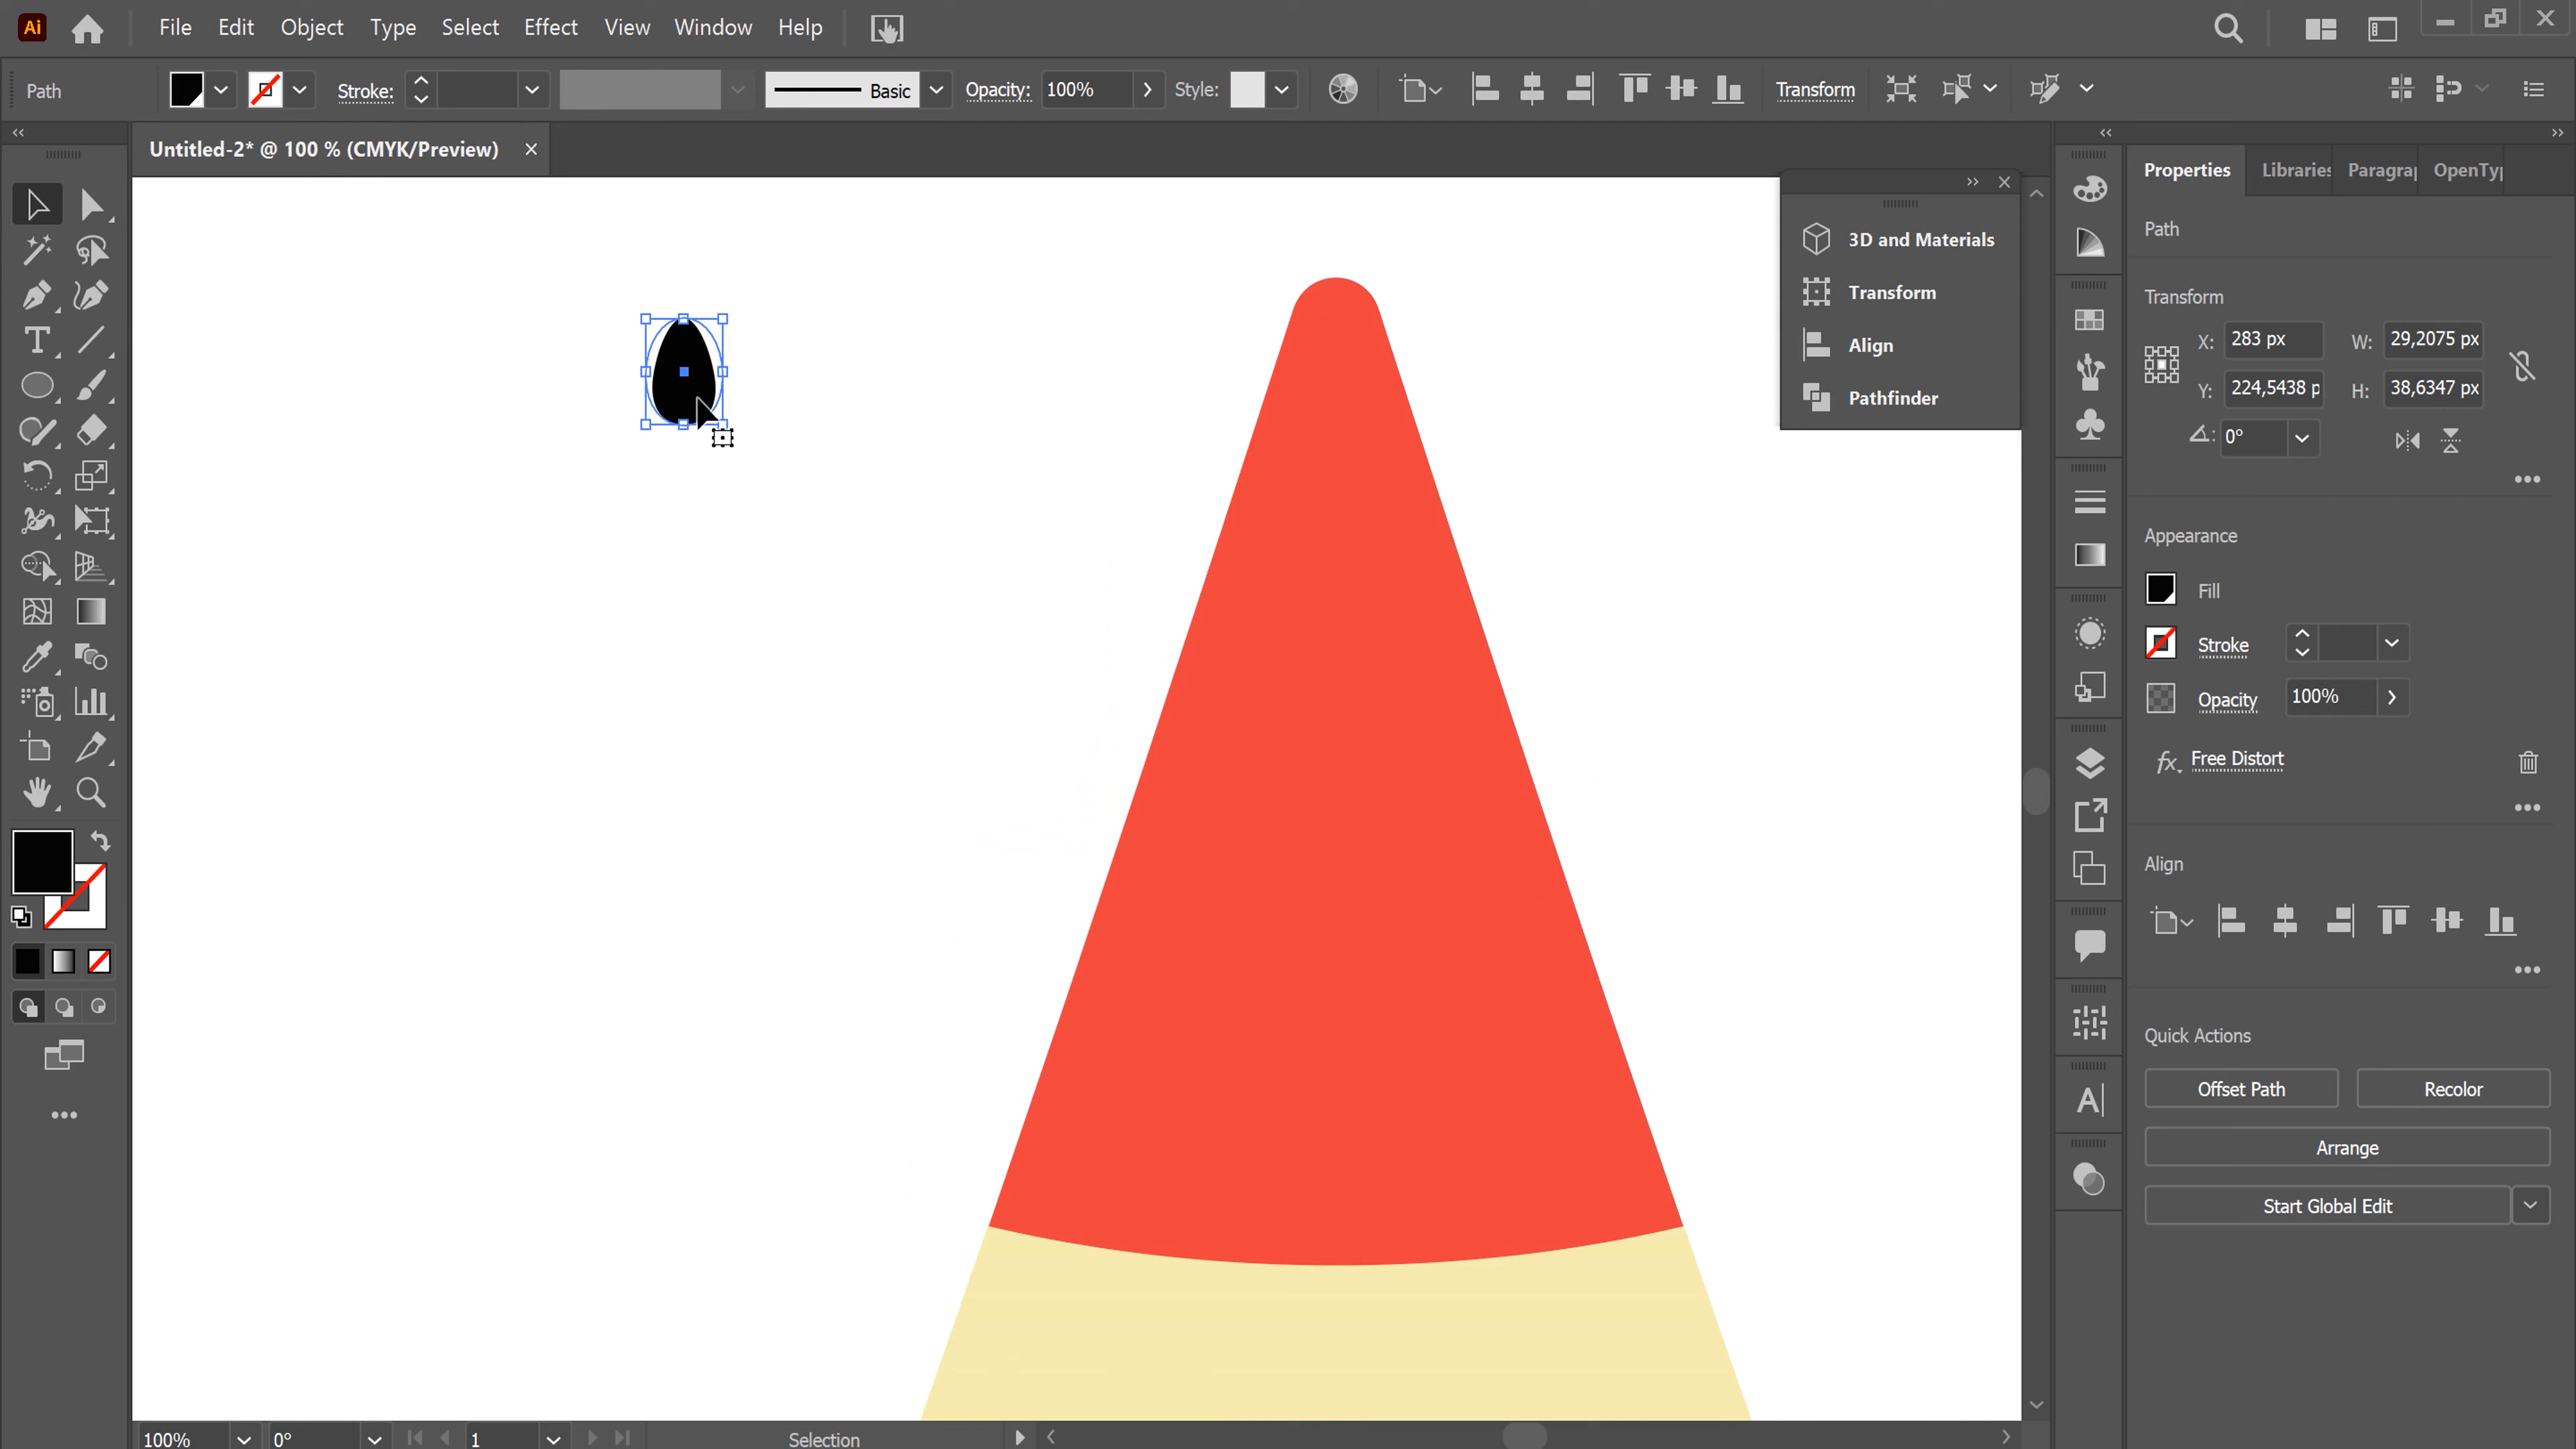 Ai File Edit Object Type Select Effect View Window Help
Path Stroke: Basic Opacity: 100% Style: Transform
Untitled-2* @ 100 % (CMYK/Preview)
3D and Materials
Transform
Align
Pathfinder
Properties Libraries Paragra OpenTy
Path
Transform
X: 283 px W: 29,2075 px
Y: 224,5438 p H: 38,6347 px
0°
Appearance
Fill
Stroke
Opacity 100%
fx Free Distort
Align
Quick Actions
Offset Path Recolor
Arrange
Start Global Edit
100% 0° 1 Selection